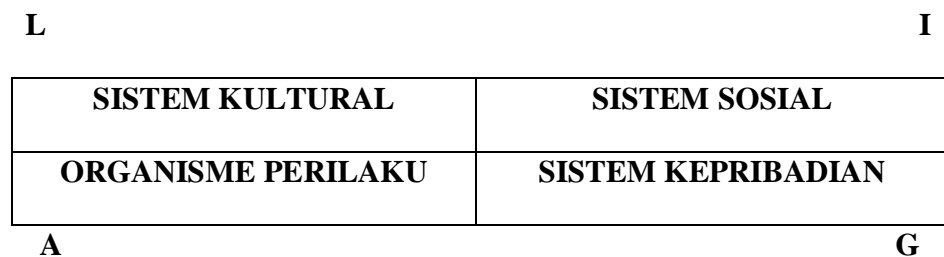 L I
SISTEM KULTURAL SISTEM SOSIAL
ORGANISME PERILAKU SISTEM KEPRIBADIAN
A G